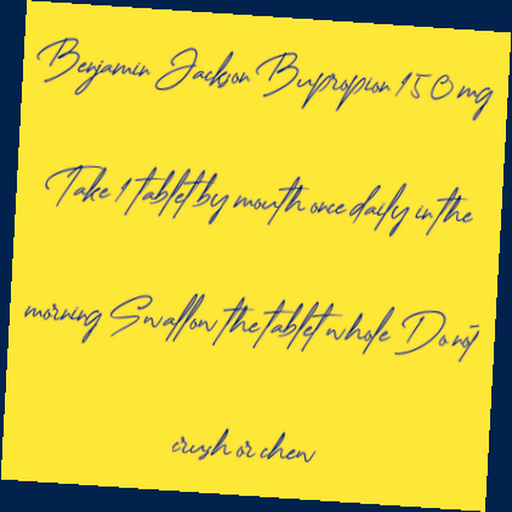 Benjamin Jackson Bupropion 150 mg
Take 1 tablet by mouth once daily in the
morning Swallow the tablet whole Do not
crush or chew